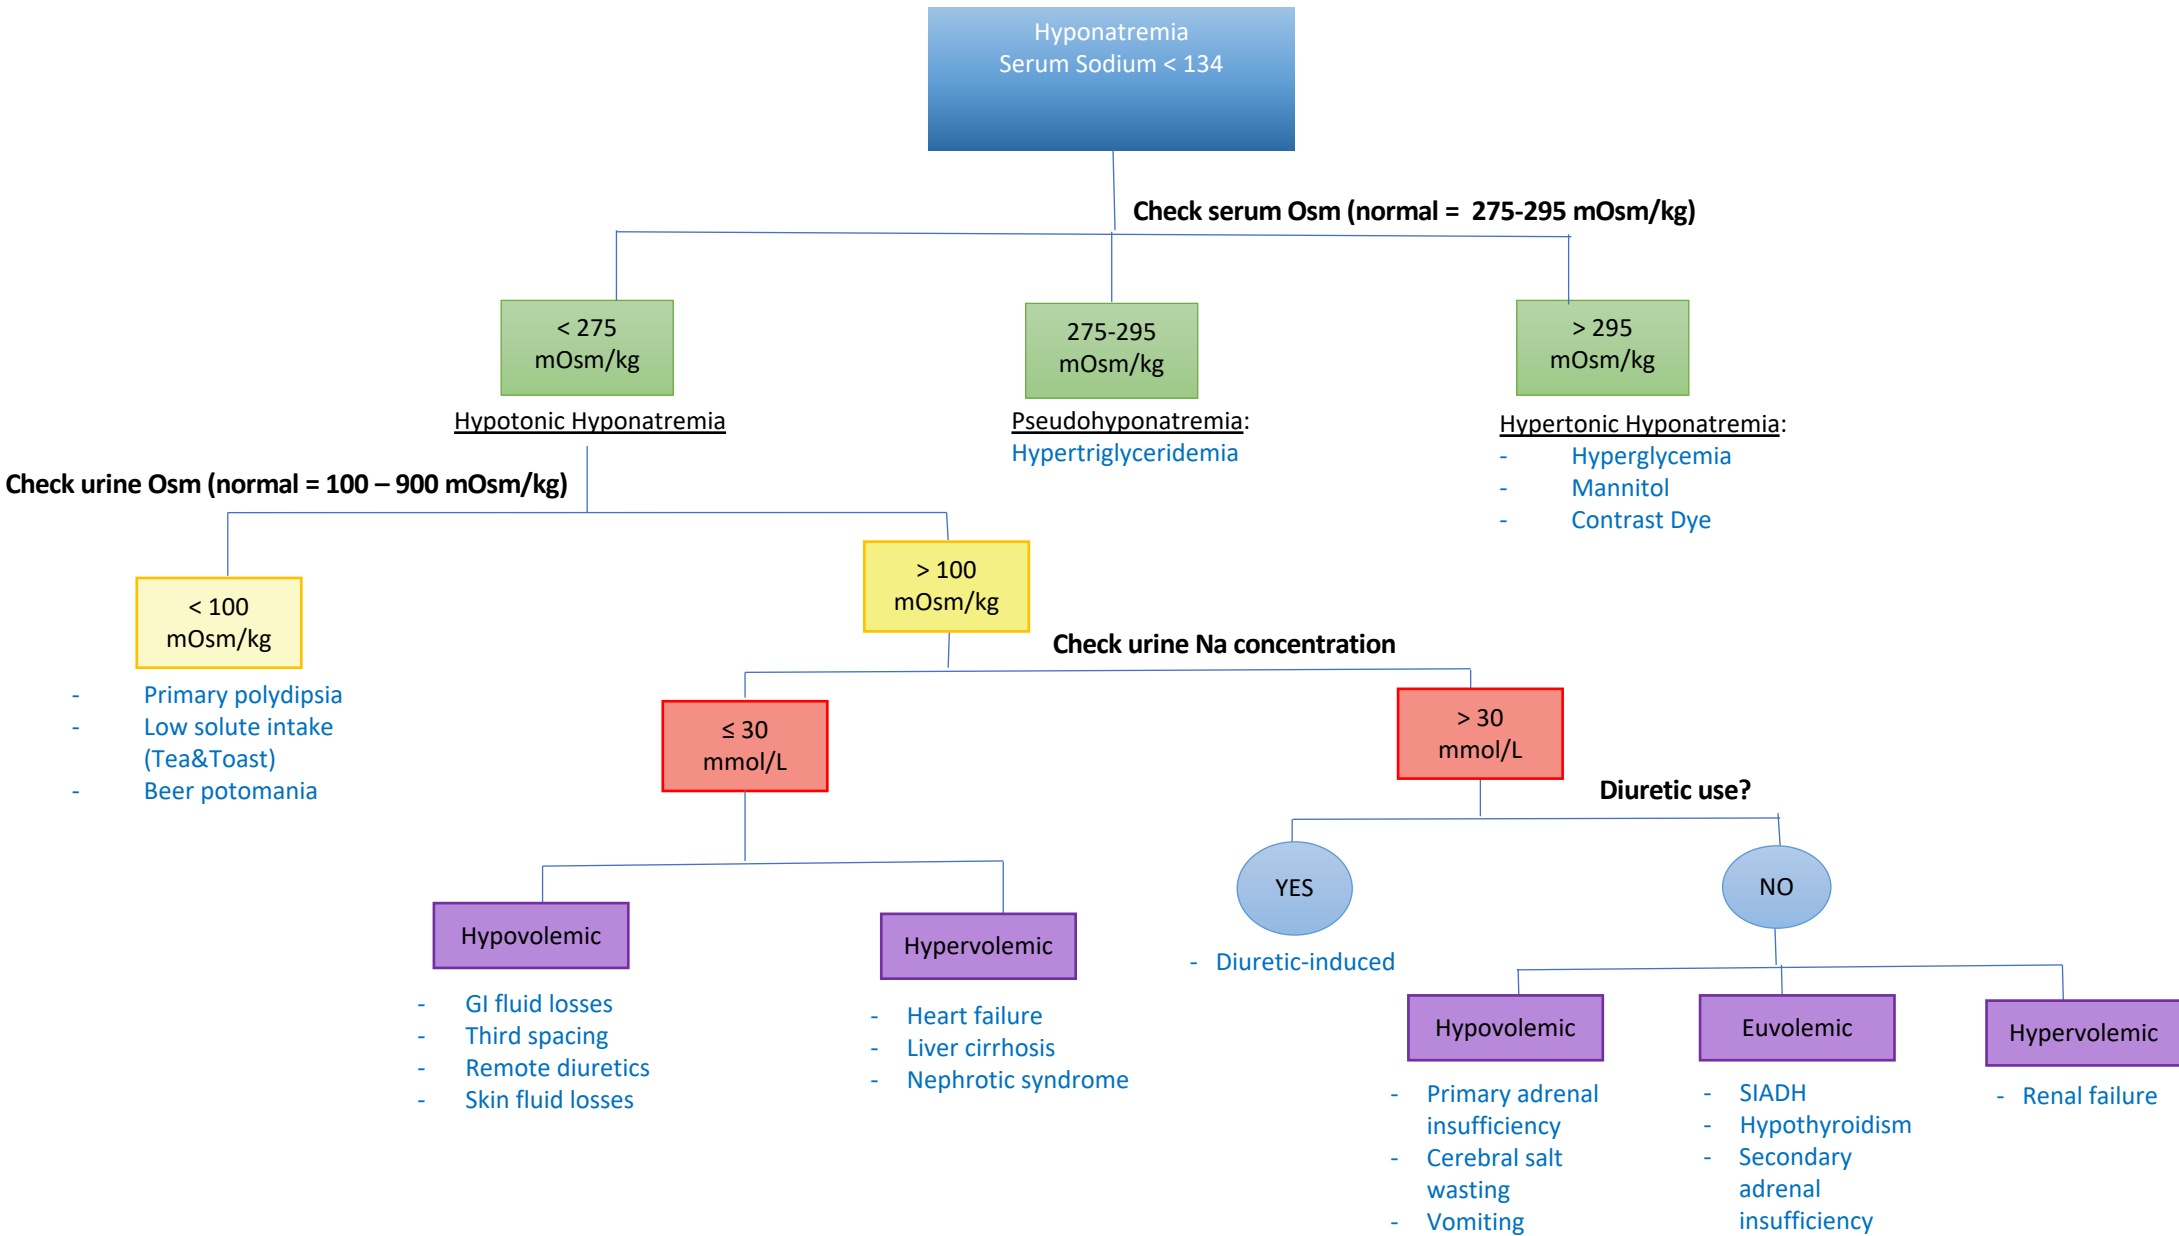 Hyponatremia
Serum Sodium < 134
Check serum Osm (normal = 275-295 mOsm/kg)
< 275
mOsm/kg
275-295
mOsm/kg
> 295
mOsm/kg
Hypotonic Hyponatremia
Pseudohyponatremia:
Hypertriglyceridemia
Hypertonic Hyponatremia:
- Hyperglycemia
- Mannitol
- Contrast Dye
Check urine Osm (normal = 100 – 900 mOsm/kg)
< 100
mOsm/kg
- Primary polydipsia
- Low solute intake
(Tea&Toast)
- Beer potomania
> 100
mOsm/kg
Check urine Na concentration
≤ 30
mmol/L
> 30
mmol/L
Diuretic use?
Hypovolemic
- GI fluid losses
- Third spacing
- Remote diuretics
- Skin fluid losses
Hypervolemic
- Heart failure
- Liver cirrhosis
- Nephrotic syndrome
YES
- Diuretic-induced
NO
Hypovolemic
- Primary adrenal
insufficiency
- Cerebral salt
wasting
- Vomiting
Euvolemic
- SIADH
- Hypothyroidism
- Secondary
adrenal
insufficiency
Hypervolemic
- Renal failure